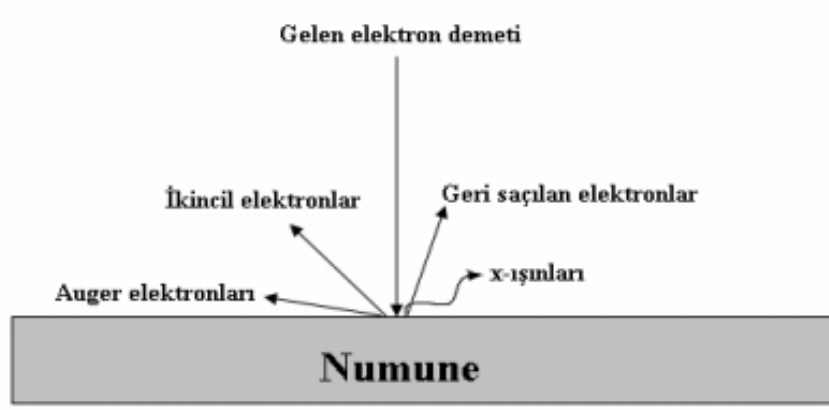 Gelen elektron demeti
İkincil elektronlar
Geri saçılan elektronlar
x-ışınları
Auger elektronları
Numune